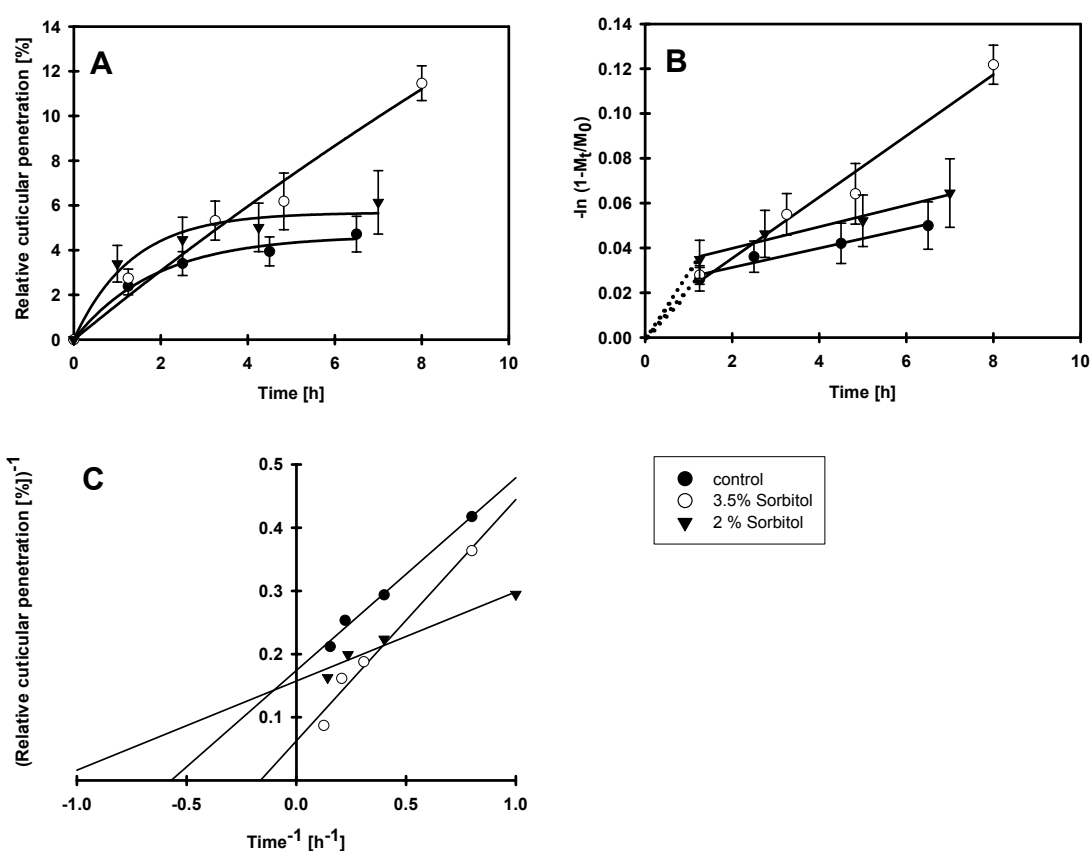 A
Relative cuticular penetration [%]
14
12
10
8
6
4
2
0
0 2 4 6 8 10
Time [h]
B
-ln (1-Mt/M0)
0.14
0.12
0.10
0.08
0.06
0.04
0.02
0.00
0 2 4 6 8 10
Time [h]
C
(Relative cuticular penetration [%])-1
0.5
0.4
0.3
0.2
0.1
-1.0 -0.5 0.0 0.5 1.0
Time-1 [h-1]
control
3.5% Sorbitol
2 % Sorbitol